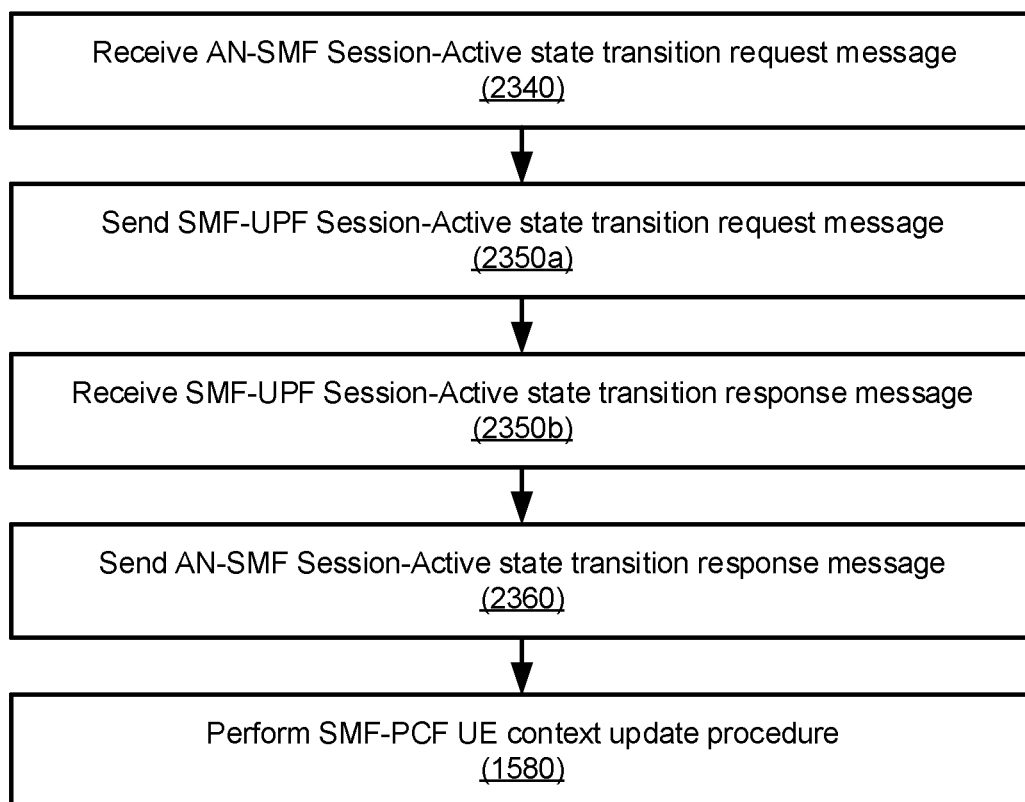 Receive AN-SMF Session-Active state transition request message
(2340)
Send SMF-UPF Session-Active state transition request message
(2350a)
Receive SMF-UPF Session-Active state transition response message
(2350b)
Send AN-SMF Session-Active state transition response message
(2360)
Perform SMF-PCF UE context update procedure
(1580)